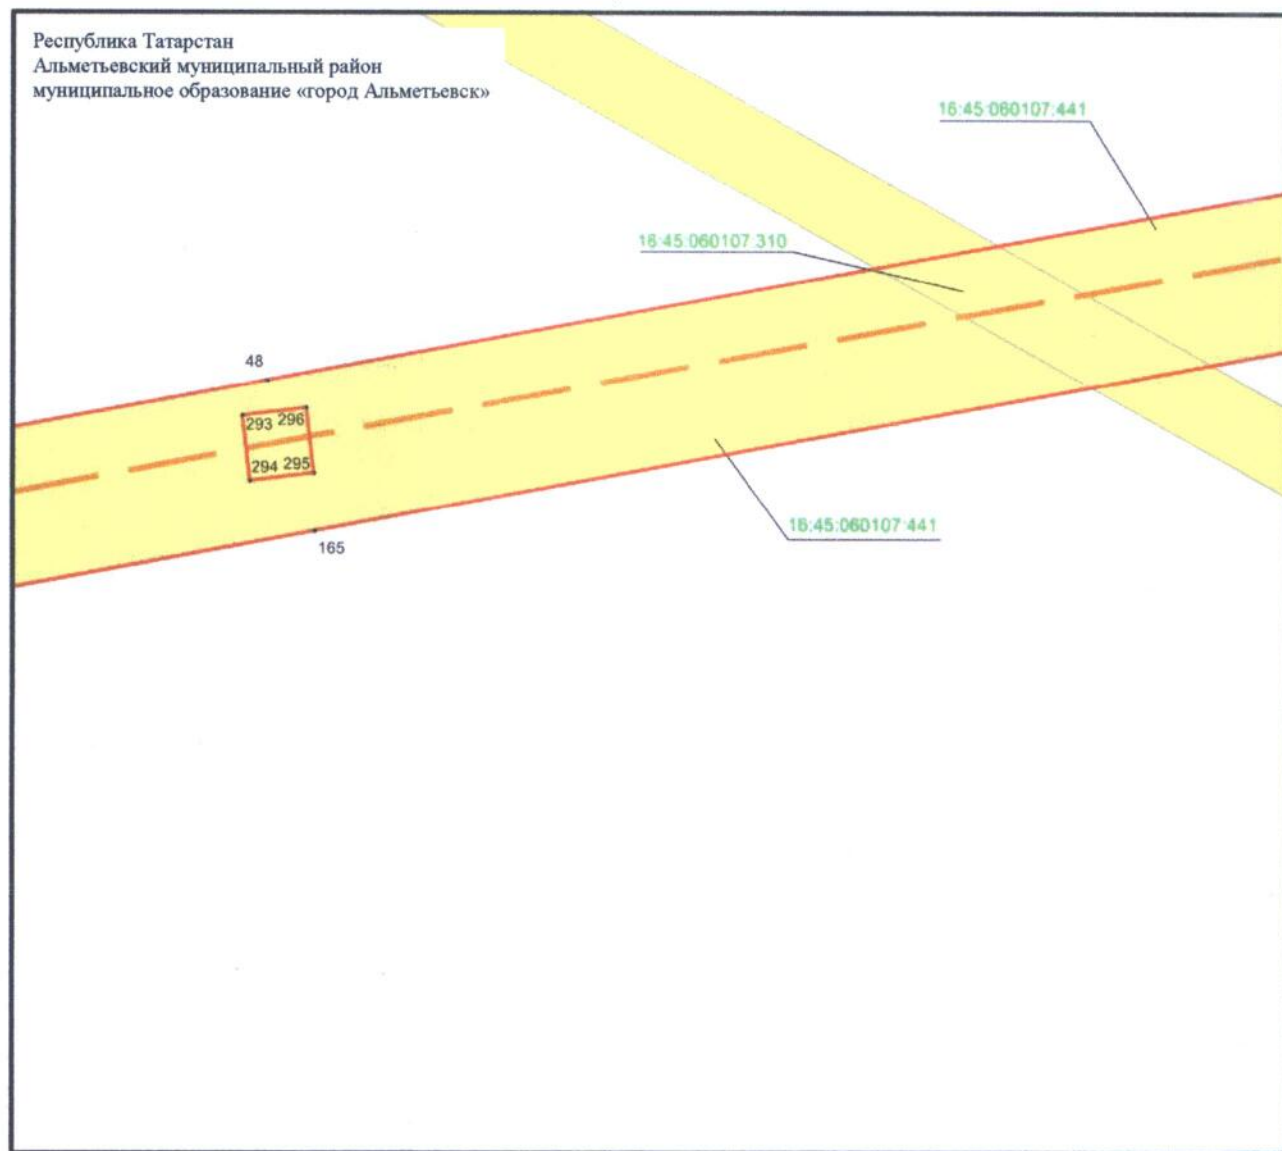 Республика Татарстан
Альметьевский муниципальный район
муниципальное образование «город Альметьевск»
16:45:060107:441
16:45:060107:310
48
293 296
294 295
165
16:45:060107:441